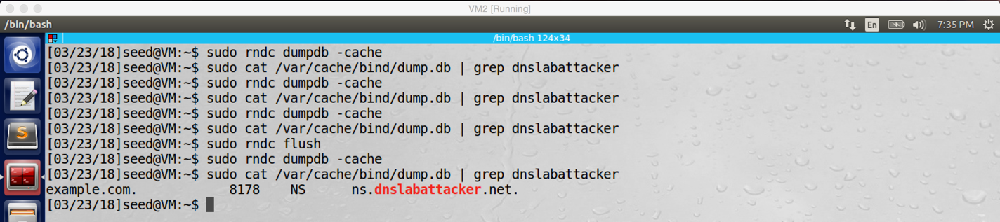 VM2 [Running]
/bin/bash
En
7:35 PM
/bin/bash 124x34
[03/23/18]seed@VM:~$ sudo rndc dumpdb -cache
[03/23/18]seed@VM:~$ sudo cat /var/cache/bind/dump.db | grep dnslabattacker
[03/23/18]seed@VM:~$ sudo rndc dumpdb -cache
[03/23/18]seed@VM:~$ sudo cat /var/cache/bind/dump.db | grep dnslabattacker
[03/23/18]seed@VM:~$ sudo rndc dumpdb -cache
[03/23/18]seed@VM:~$ sudo cat /var/cache/bind/dump.db | grep dnslabattacker
[03/23/18]seed@VM:~$ sudo rndc flush
[03/23/18]seed@VM:~$ sudo rndc dumpdb -cache
[03/23/18]seed@VM:~$ sudo cat /var/cache/bind/dump.db | grep dnslabattacker
example.com. 8178 NS ns.dnslabattacker.net.
[03/23/18]seed@VM:~$